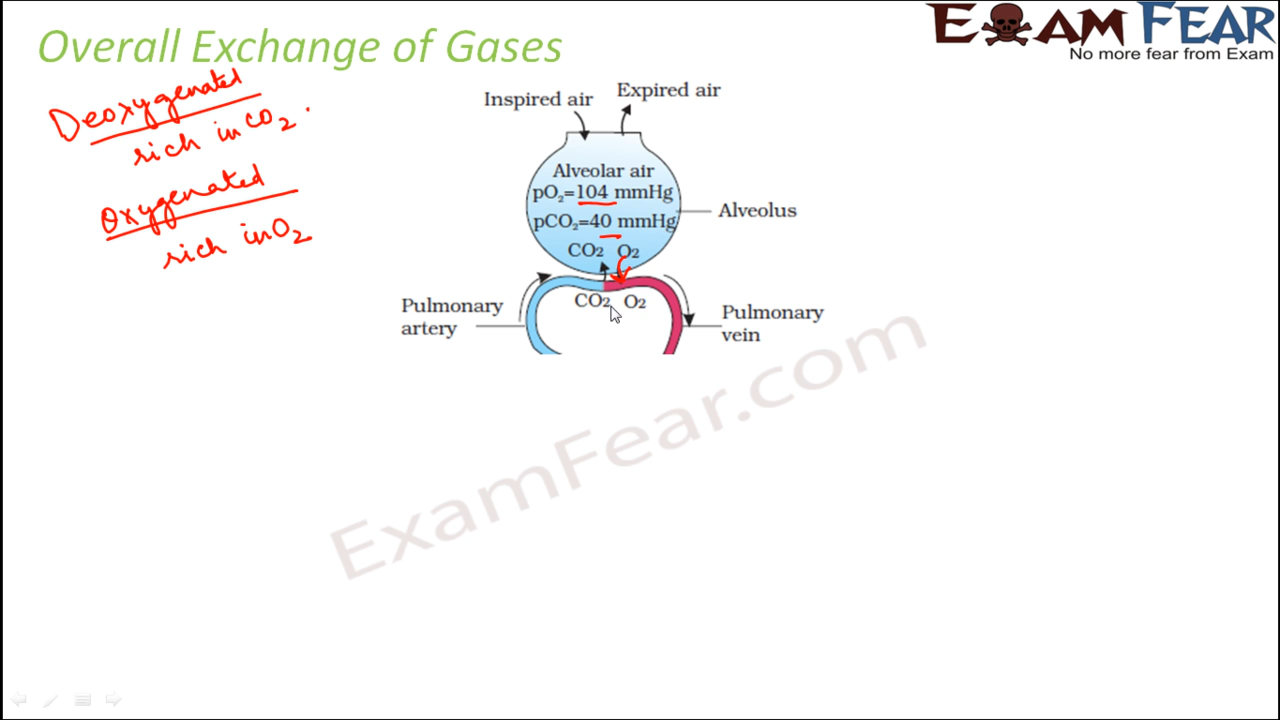 Overall Exchange of Gases
EXAM FEAR
No more fear from Exam
Deoxygenated
rich in CO2.
Oxygenated
rich in O2
Inspired air
Expired air
Alveolar air
pO2=104 mmHg
pCO2=40 mmHg
CO2 O2
Alveolus
CO2 O2
Pulmonary
artery
Pulmonary
vein
ExamFear.com